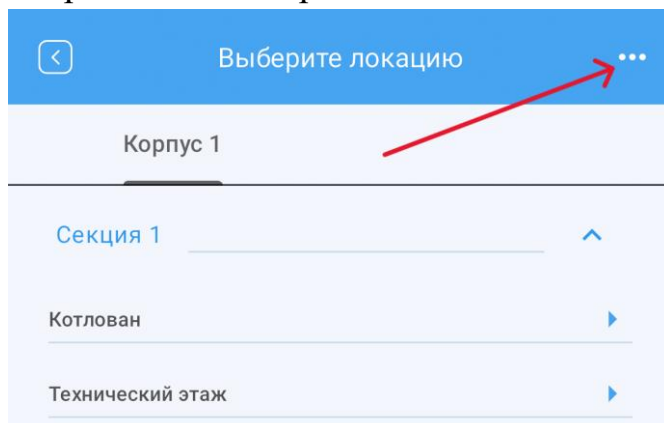 Выберите локацию
Корпус 1
Секция 1
Котлован
Технический этаж